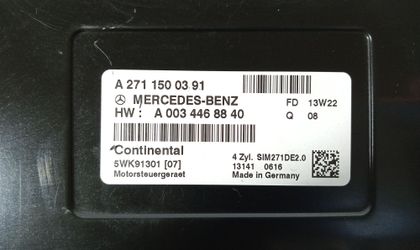 A 271 150 03 91
MERCEDES-BENZ FD 13W22
HW : A 003 446 88 40 Q 08
Continental
5WK91301 [07] 4 Zyl. SIM271DE2.0
Motorsteuergeraet 13141 0616
Made in Germany